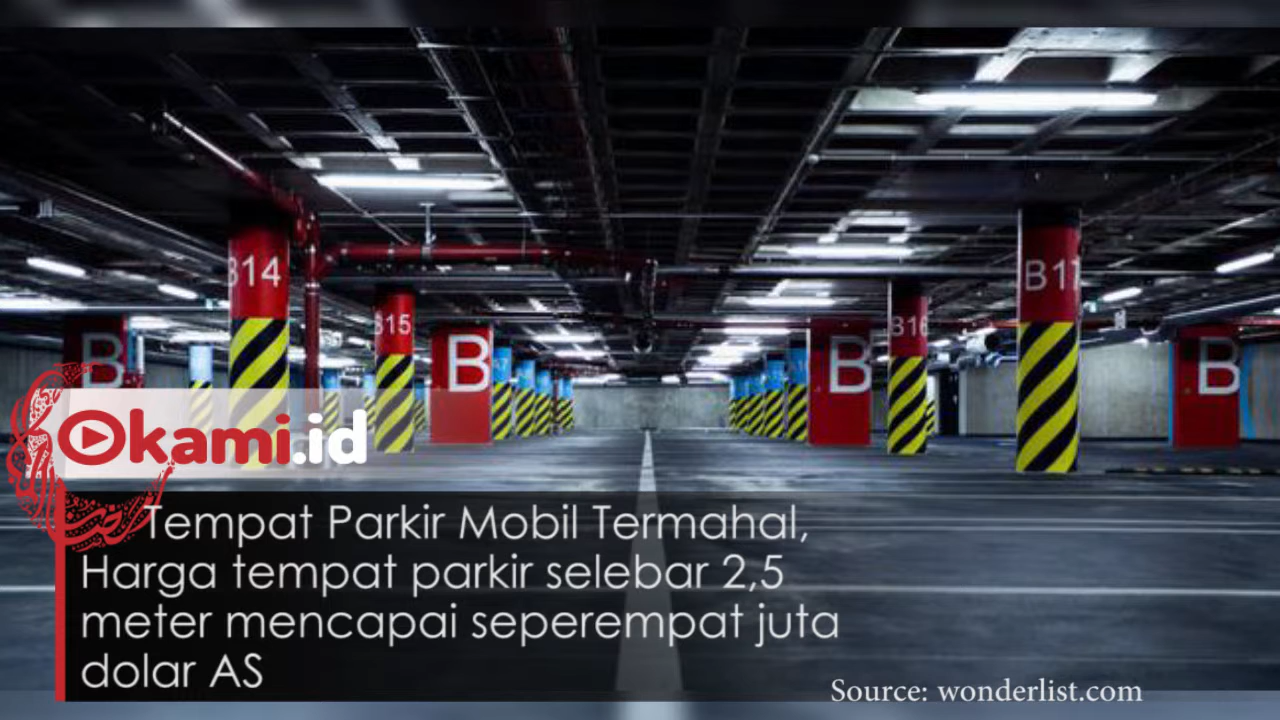 B14
B15
B
B
B
B16
B17
B
Okami.id
Tempat Parkir Mobil Termahal,
Harga tempat parkir selebar 2,5
meter mencapai seperempat juta
dolar AS
Source: wonderlist.com